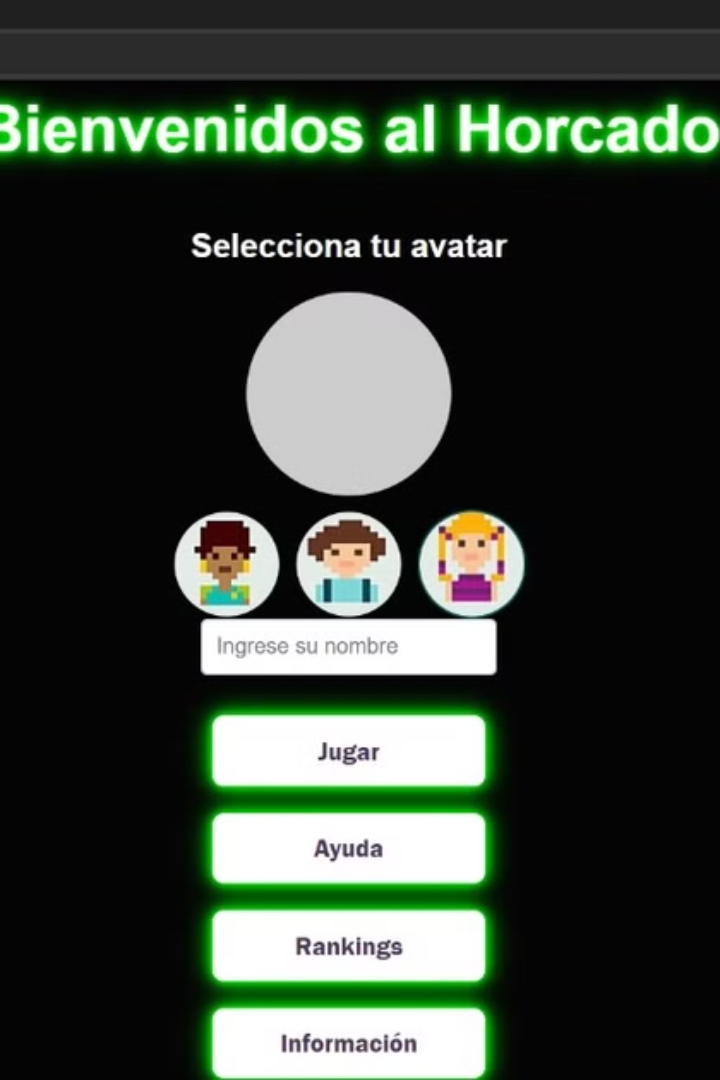 Bienvenidos al Horcado
Selecciona tu avatar
Ingrese su nombre
Jugar
Ayuda
Rankings
Información